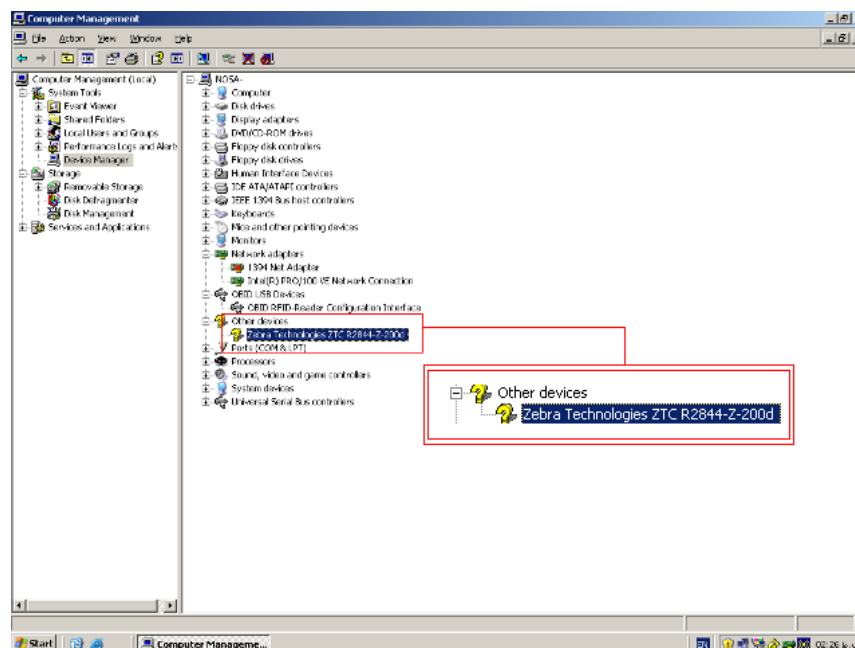 Computer Management
File Action View Window Help
Computer Management (Local)
System Tools
Event Viewer
Shared Folders
Local Users and Groups
Performance Logs and Alerts
Device Manager
Storage
Removable Storage
Disk Defragmenter
Disk Management
Services and Applications
NOSA-
Computer
Disk drives
Display adapters
DVD/CD-ROM drives
Floppy disk controllers
Floppy disk drives
Human Interface Devices
IDE ATA/ATAPI controllers
IEEE 1394 Bus host controllers
Keyboards
Mice and other pointing devices
Monitors
Network adapters
1394 Net Adapter
Intel(R) PRO/100 VE Network Connection
OBID USB Devices
OBID RFID-Reader Configuration Interface
Other devices
Zebra Technologies ZTC R2844-Z-200d
Ports (COM & LPT)
Processors
Sound, video and game controllers
System devices
Universal Serial Bus controllers
Other devices
Zebra Technologies ZTC R2844-Z-200d
Start
Computer Manageme...
EN
02:26